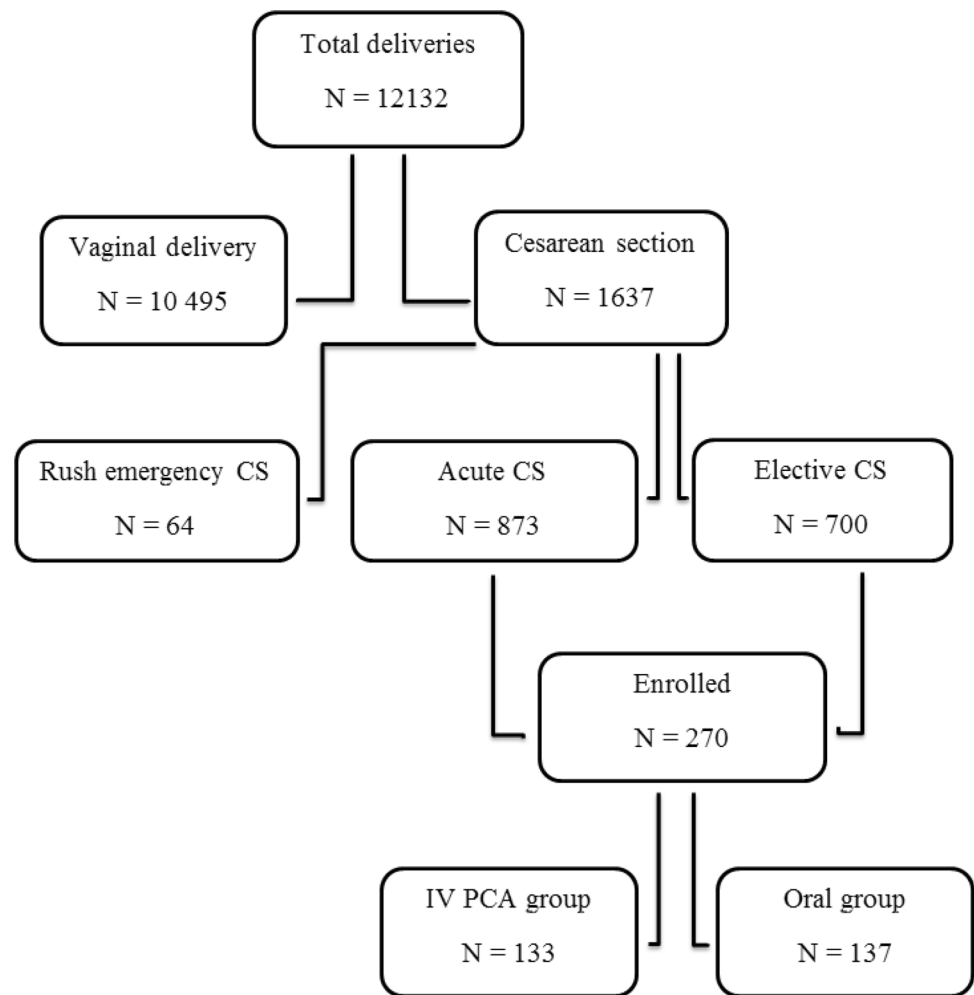 Total deliveries
N = 12132
Vaginal delivery
N = 10 495
Cesarean section
N = 1637
Rush emergency CS
N = 64
Acute CS
N = 873
Elective CS
N = 700
Enrolled
N = 270
IV PCA group
N = 133
Oral group
N = 137